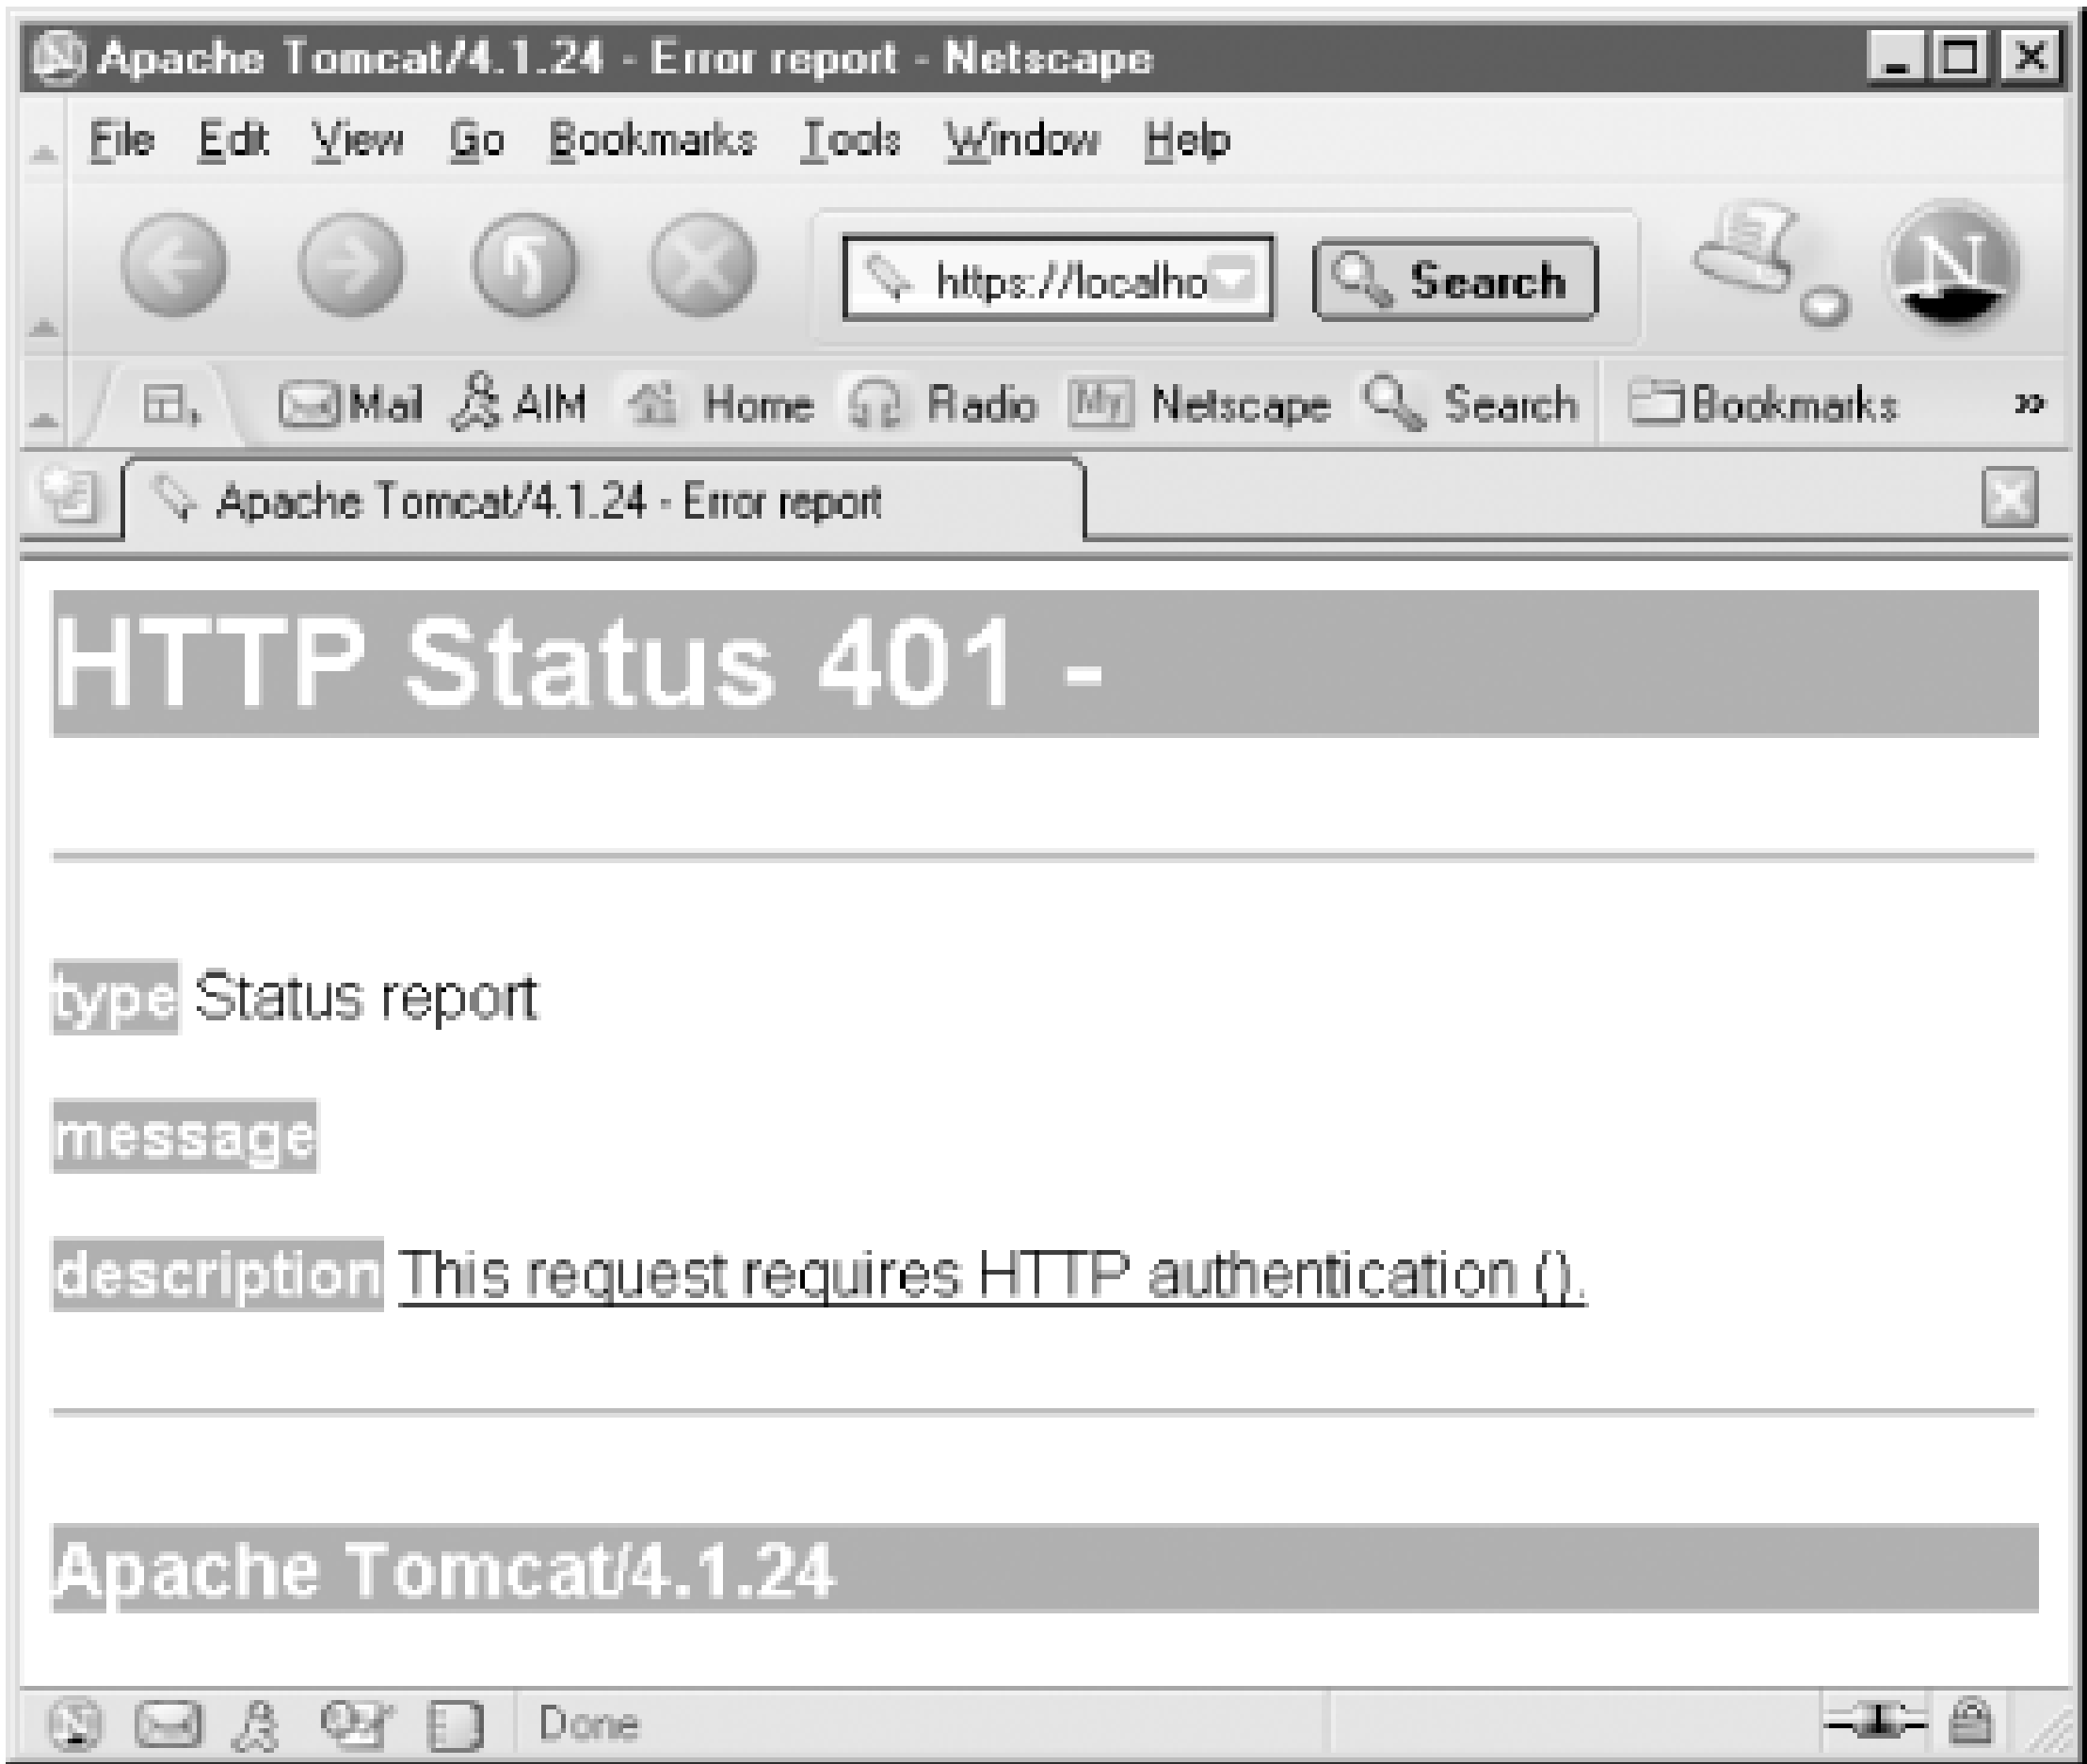 Apache Tomcat/4.1.24 - Error report - Netscape
File Edit View Go Bookmarks Tools Window Help
https://localho Search N
Mail AIM Home Radio My Netscape Search Bookmarks »
Apache Tomcat/4.1.24 - Error report
HTTP Status 401 -
type Status report
message
description This request requires HTTP authentication ().
Apache Tomcat/4.1.24
Done